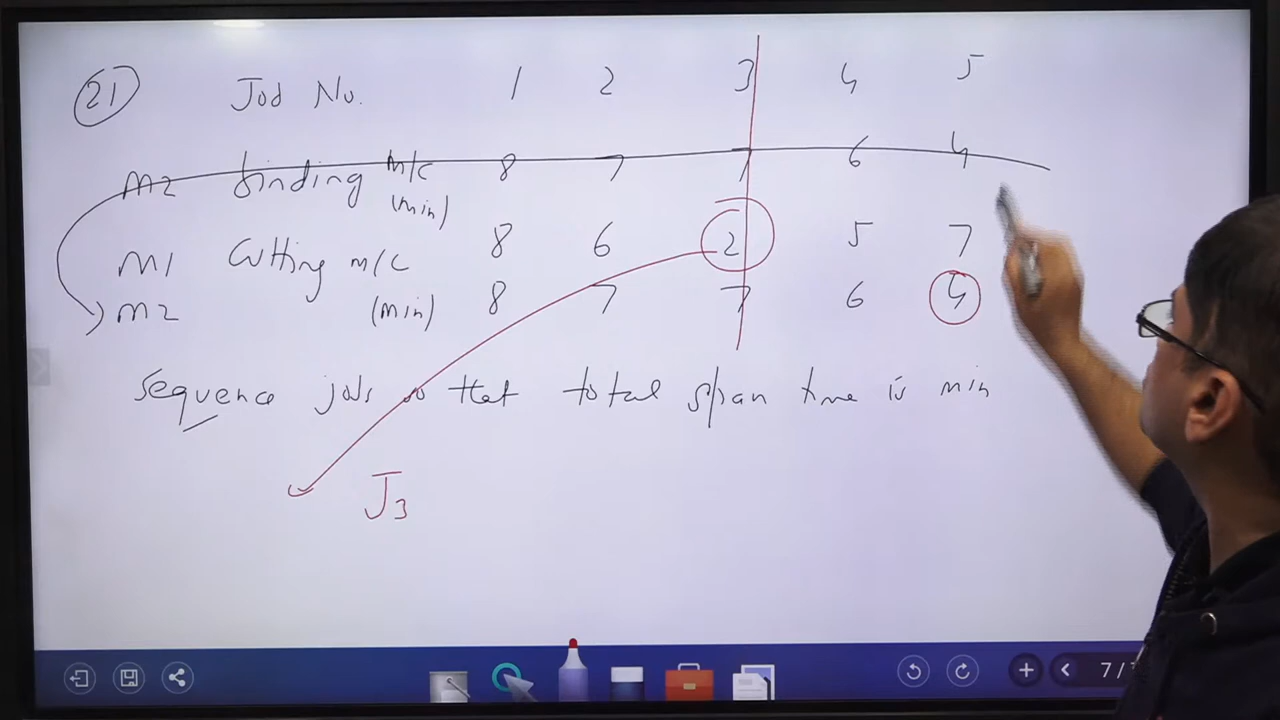 21 Jod No. 1 2 3 4 5
M2 binding m/c 8 7 7 6 4
(min)
M1 Cutting m/c 8 6 2 5 7
M2 (min) 8 7 7 6 4
Sequence jobs so that total span time is min
J3
7/